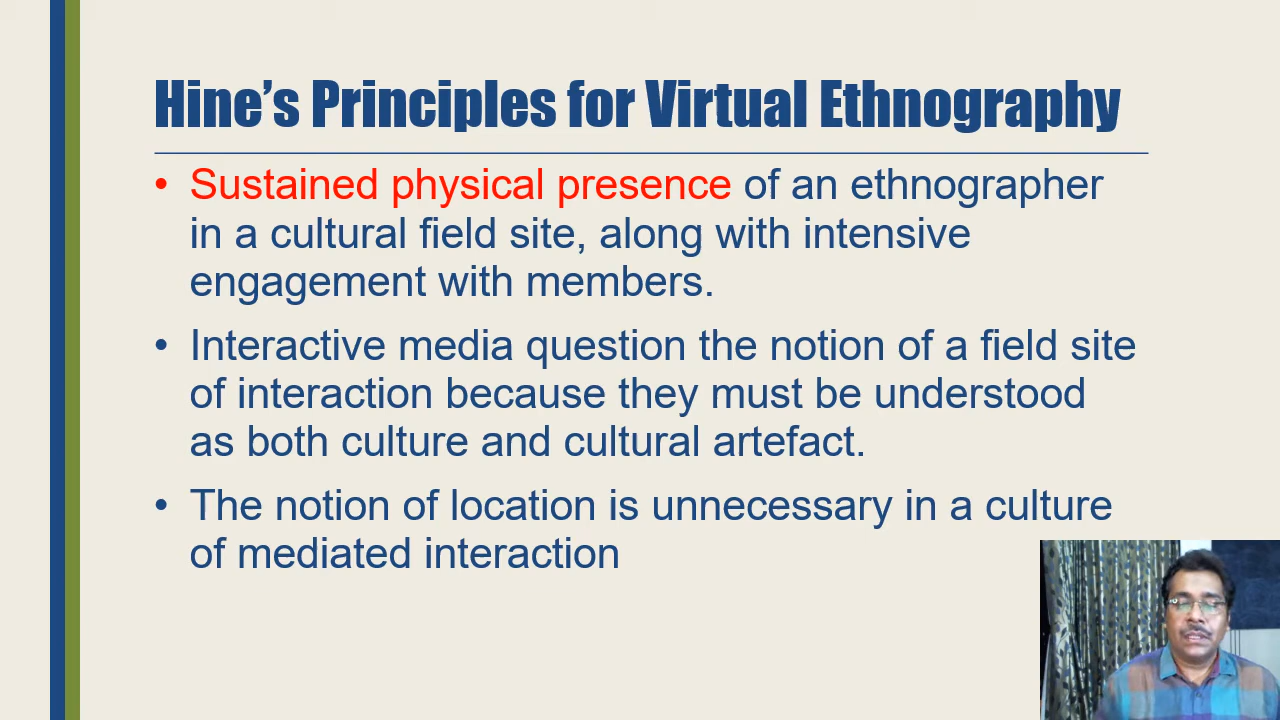 Hine’s Principles for Virtual Ethnography
• Sustained physical presence of an ethnographer
in a cultural field site, along with intensive
engagement with members.
• Interactive media question the notion of a field site
of interaction because they must be understood
as both culture and cultural artefact.
• The notion of location is unnecessary in a culture
of mediated interaction